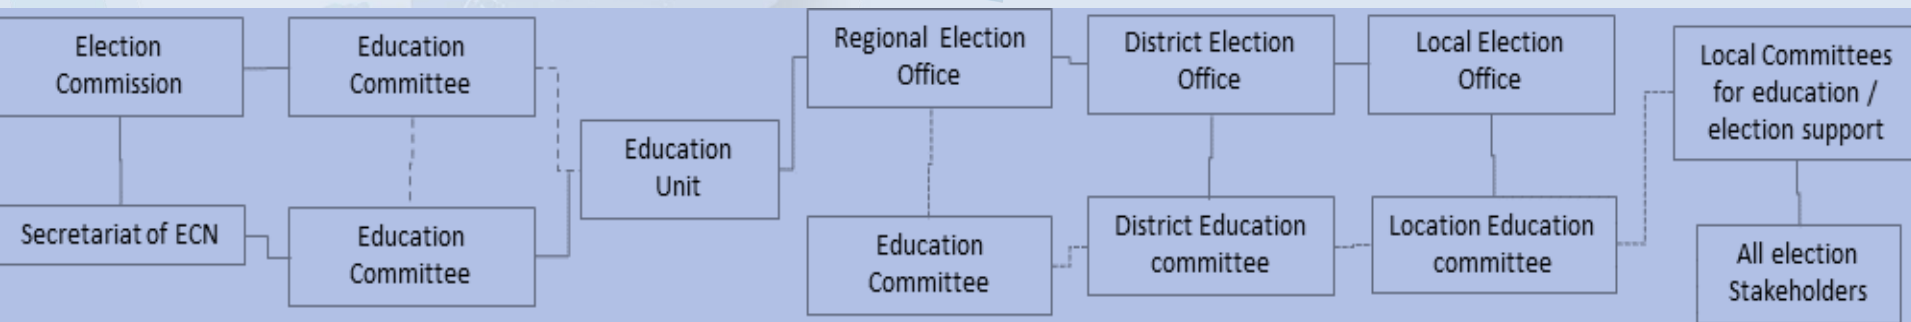 Election
Commission
Education
Committee
Regional Election
Office
District Election
Office
Local Election
Office
Local Committees
for education /
election support
Education
Unit
Secretariat of ECN
Education
Committee
Education
Committee
District Education
committee
Location Education
committee
All election
Stakeholders